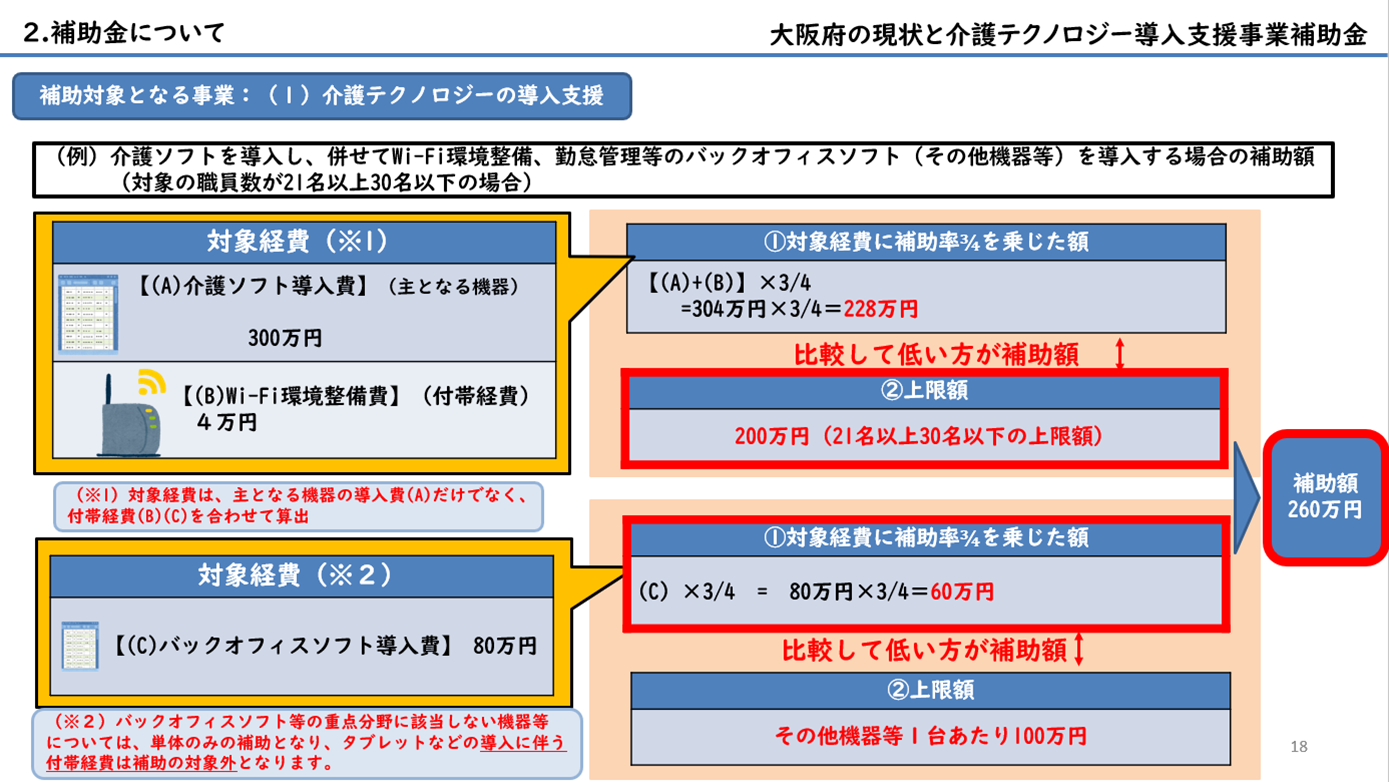 ２.補助金について
大阪府の現状と介護テクノロジー導入支援事業補助金
補助対象となる事業：（１）介護テクノロジーの導入支援
（例）介護ソフトを導入し、併せてWi-Fi環境整備、勤怠管理等のバックオフィスソフト（その他機器等）を導入する場合の補助額
（対象の職員数が21名以上30名以下の場合）
対象経費（※1）
【(A)介護ソフト導入費】（主となる機器）
300万円
【(B)Wi-Fi環境整備費】（付帯経費）
４万円
（※1）対象経費は、主となる機器の導入費(A)だけでなく、
付帯経費(B)(C)を合わせて算出
①対象経費に補助率¾を乗じた額
【(A)+(B)】×3/4
=304万円×3/4＝228万円
比較して低い方が補助額
②上限額
200万円（21名以上30名以下の上限額）
対象経費（※２）
【(C)バックオフィスソフト導入費】 80万円
（※２）バックオフィスソフト等の重点分野に該当しない機器等
については、単体のみの補助となり、タブレットなどの導入に伴う
付帯経費は補助の対象外となります。
①対象経費に補助率¾を乗じた額
(C) ×3/4 = 80万円×3/4＝60万円
比較して低い方が補助額
②上限額
その他機器等１台あたり100万円
補助額
260万円
18